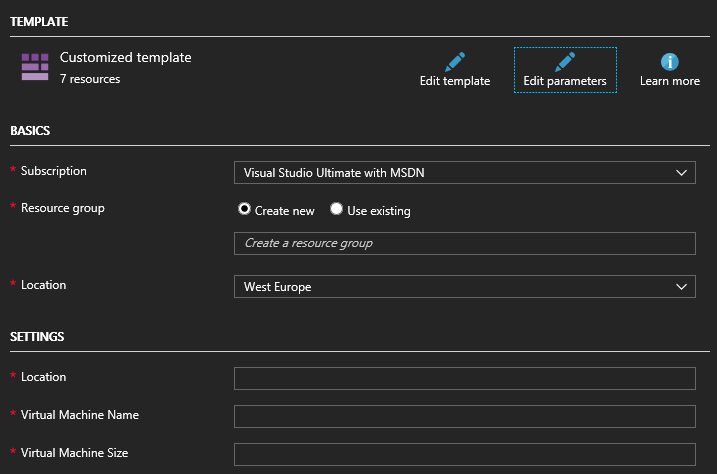 TEMPLATE
Customized template
7 resources
Edit template
Edit parameters
Learn more
BASICS
* Subscription
Visual Studio Ultimate with MSDN
* Resource group
Create new
Use existing
Create a resource group
* Location
West Europe
SETTINGS
* Location
* Virtual Machine Name
* Virtual Machine Size